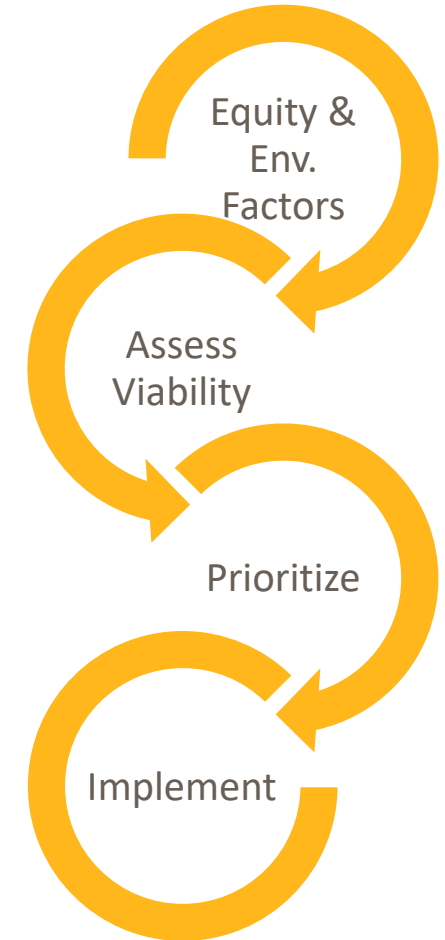 Equity &
Env.
Factors
Assess
Viability
Prioritize
Implement